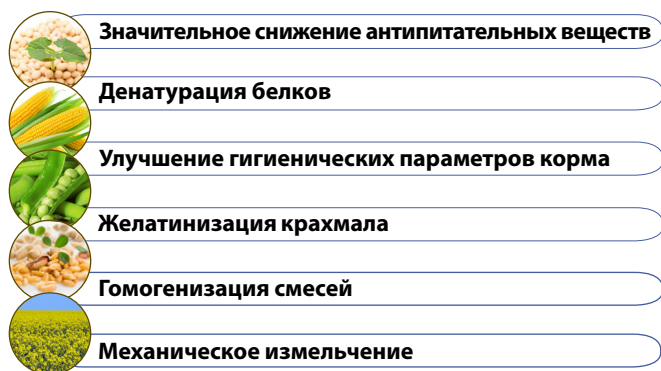 Значительное снижение антипитательных веществ
Денатурация белков
Улучшение гигиенических параметров корма
Желатинизация крахмала
Гомогенизация смесей
Механическое измельчение